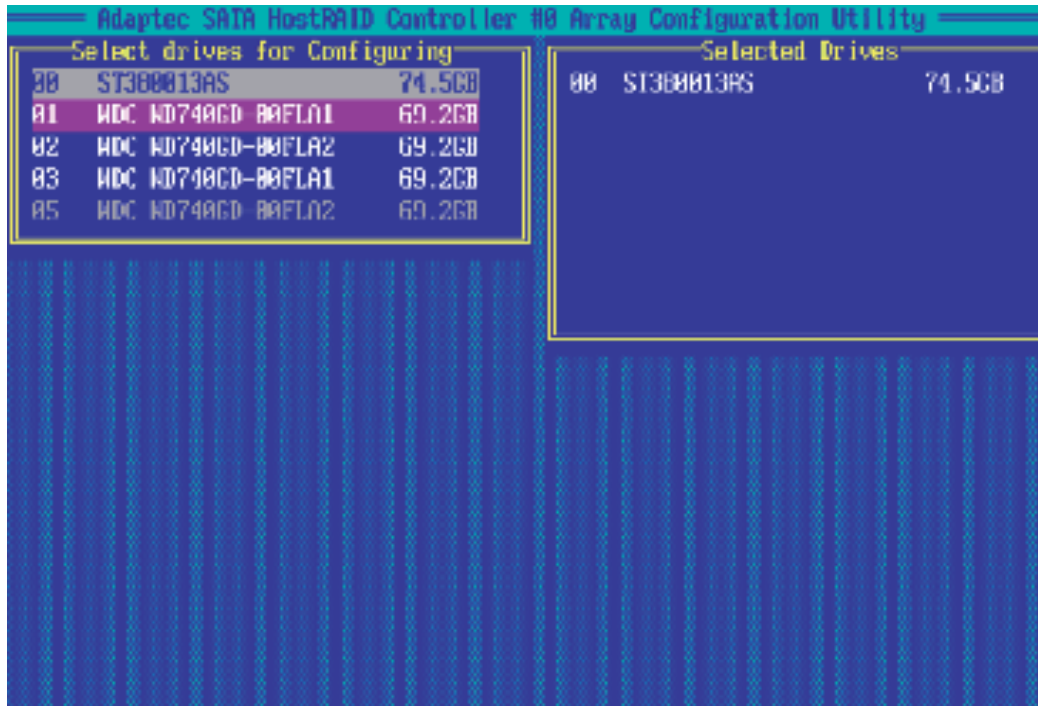 Adaptec SATA HostRAID Controller #0 Array Configuration Utility
Select drives for Configuring
00 ST380013AS 74.5GB
01 WDC WD740GD-00FLA1 69.2GB
02 WDC WD740GD-00FLA2 69.2GB
03 WDC WD740GD-00FLA1 69.2GB
05 WDC WD740GD-00FLA2 69.2GB
Selected Drives
00 ST380013AS 74.5GB